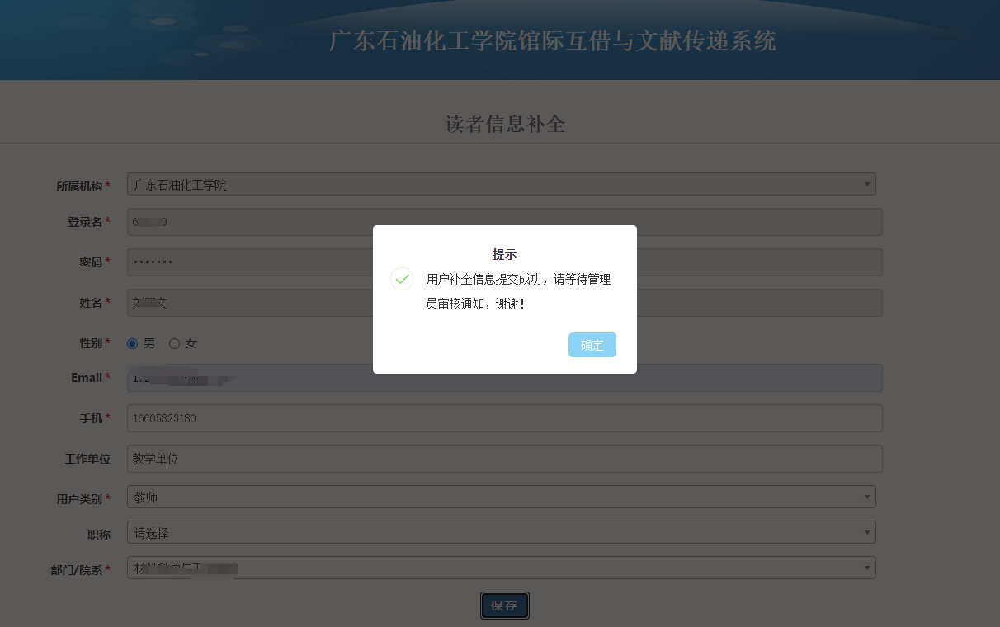 广东石油化工学院馆际互借与文献传递系统
读者信息补全
所属机构* 广东石油化工学院
登录名*
密码* •••••••
姓名*
性别* 男 女
提示
用户补全信息提交成功，请等待管理
员审核通知，谢谢！
确定
Email*
手机* 16605823180
工作单位 教学单位
用户类别* 教师
职称 请选择
部门/院系*
保存